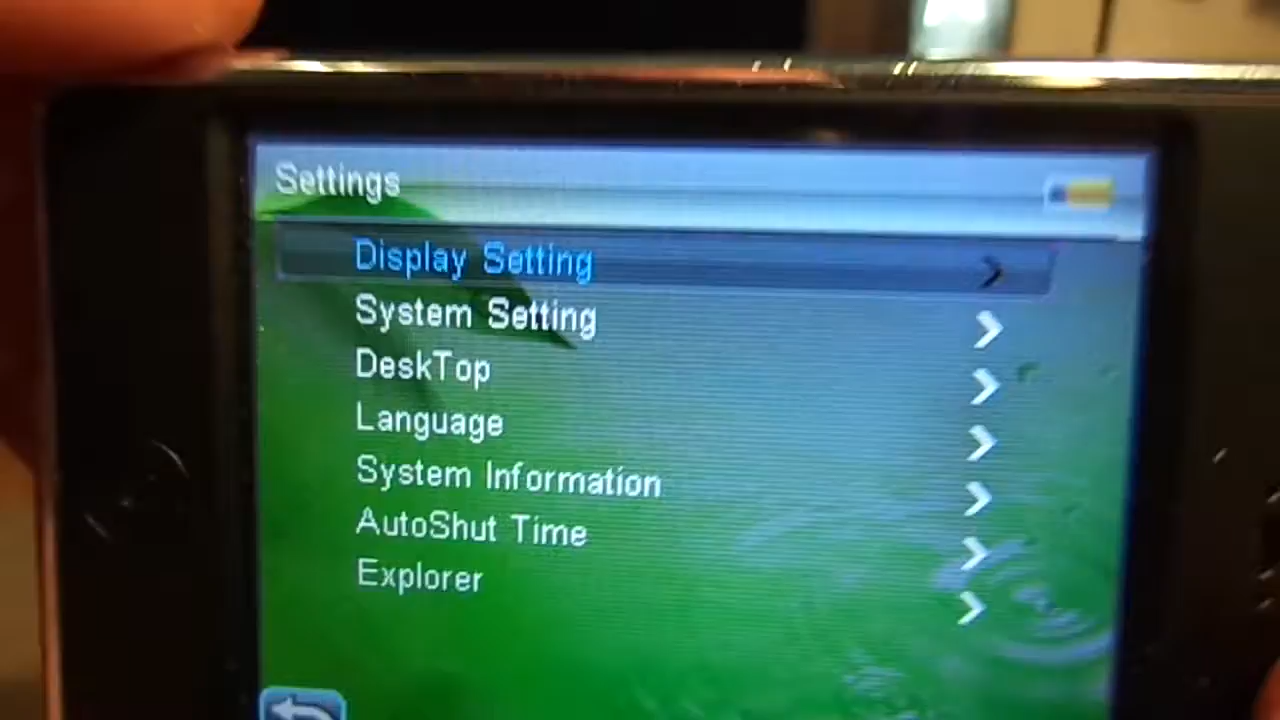 Settings
Display Setting
System Setting
DeskTop
Language
System Information
AutoShut Time
Explorer